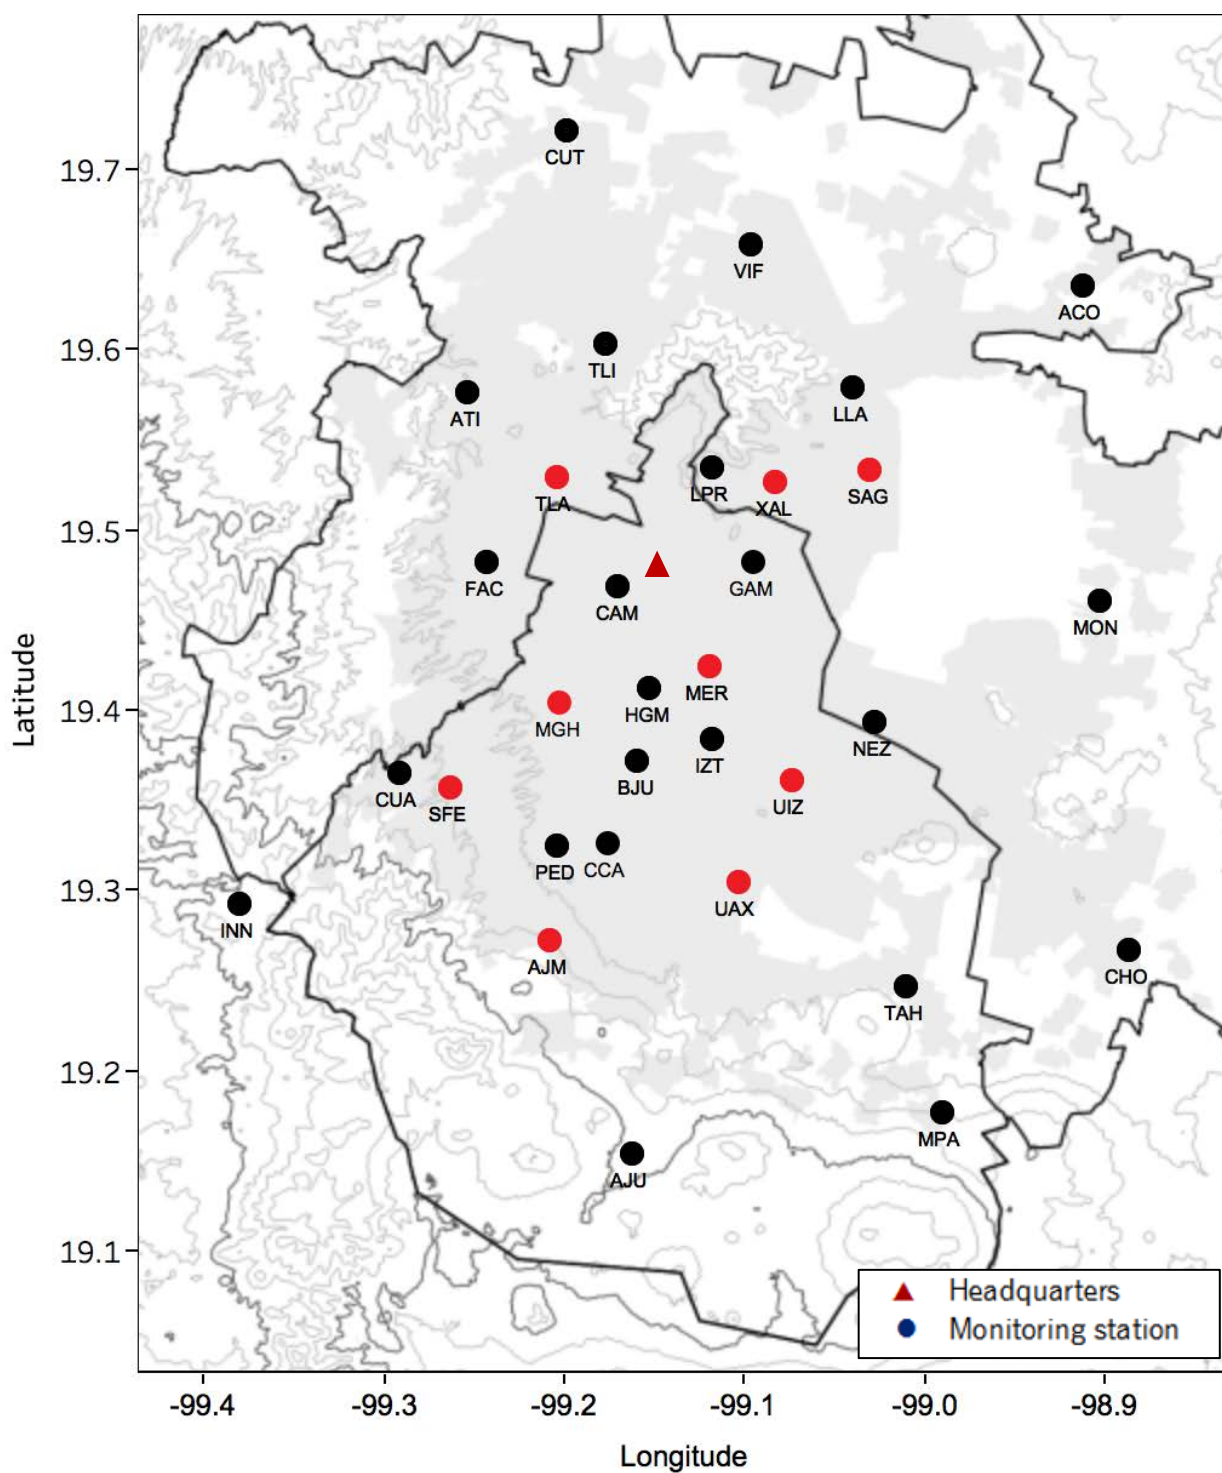 CUT
19.7
VIF
ACO
19.6
TLI
LLA
ATI
LPR
SAG
TLA
XAL
19.5
FAC
GAM
CAM
MON
MER
HGM
19.4
MGH
NEZ
IZT
BJU
CUA
SFE
UIZ
PED
CCA
19.3
UAX
INN
AJM
CHO
TAH
19.2
MPA
AJU
19.1
Headquarters
Monitoring station
-99.4
-99.3
-99.2
-99.1
-99.0
-98.9
Latitude
Longitude